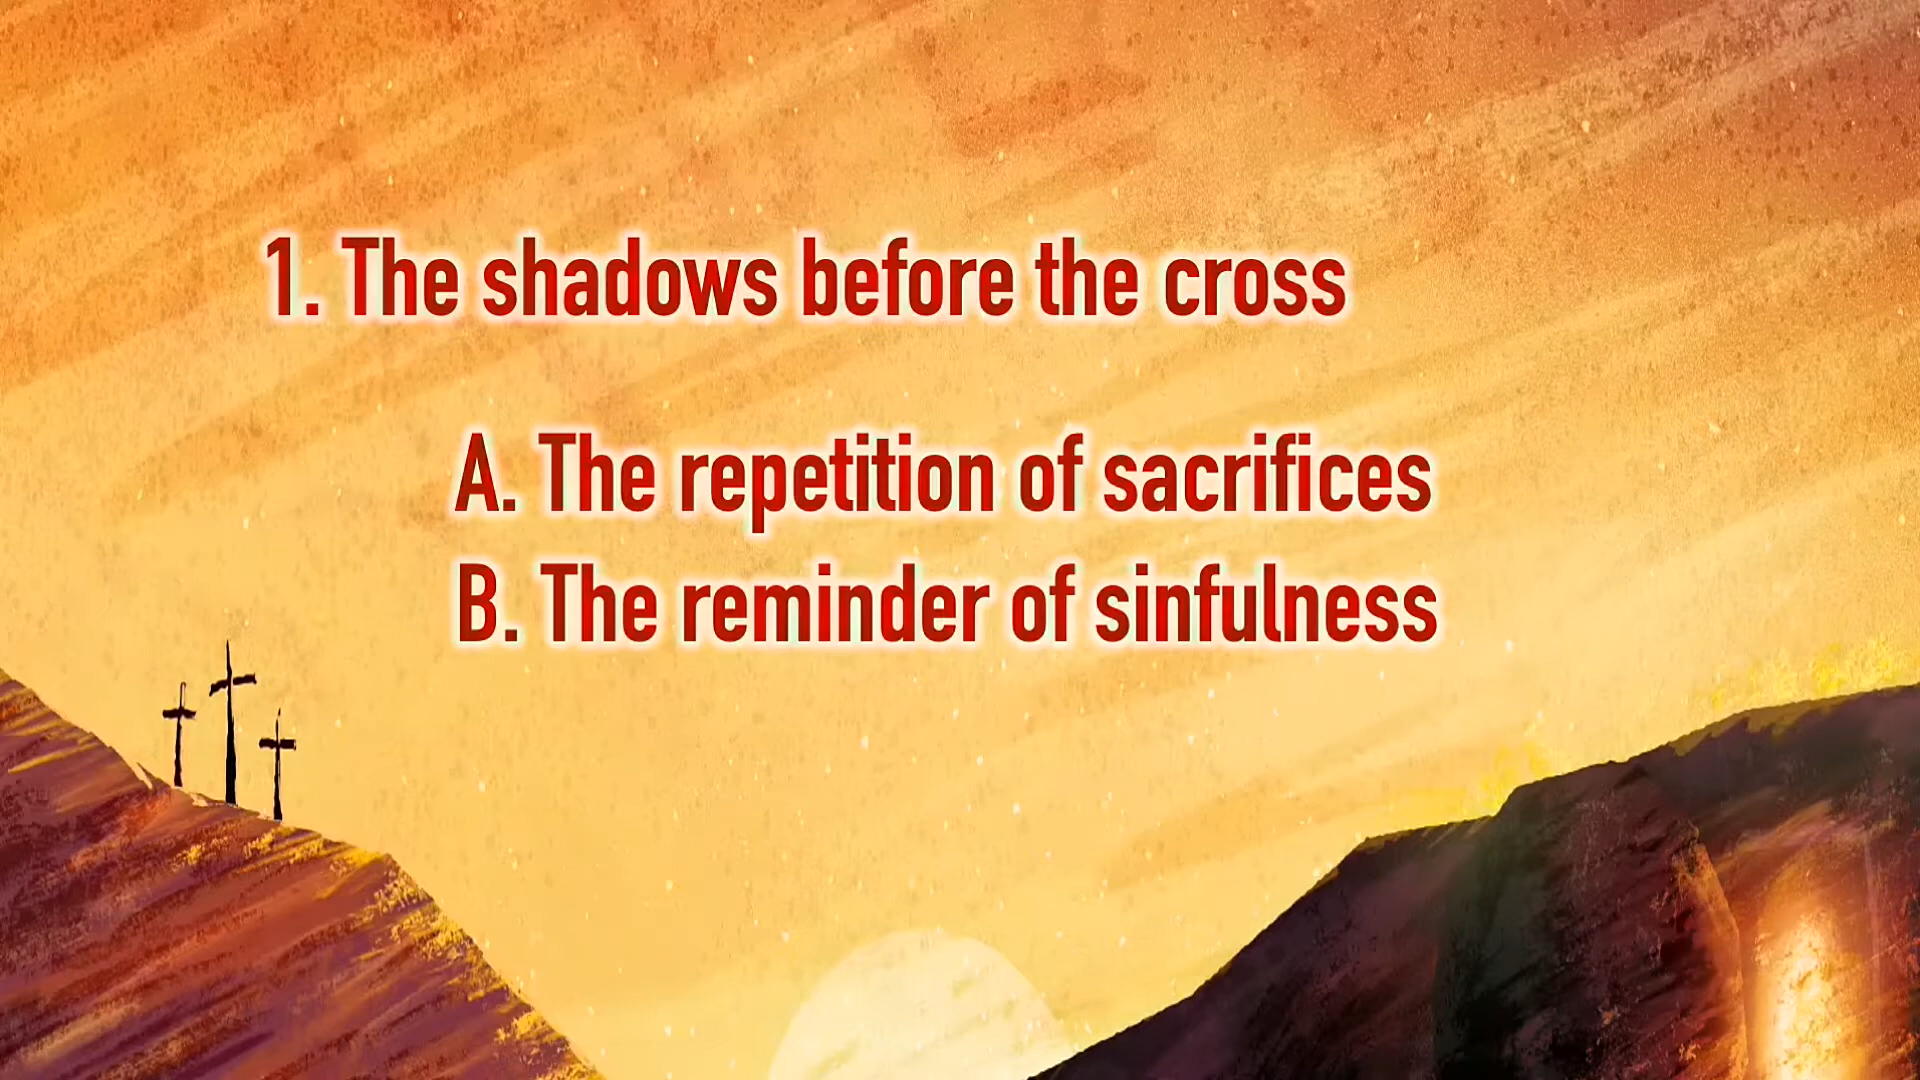 1. The shadows before the cross
A. The repetition of sacrifices
B. The reminder of sinfulness